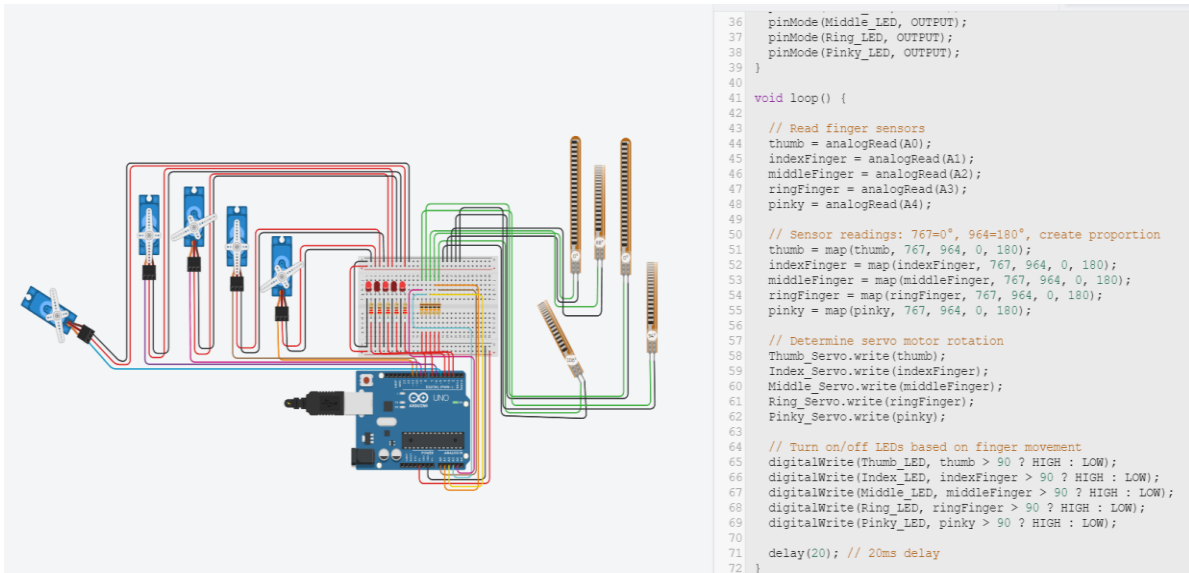 36 pinMode(Middle_LED, OUTPUT);
37 pinMode(Ring_LED, OUTPUT);
38 pinMode(Pinky_LED, OUTPUT);
39 }
40
41 void loop() {
42
43 // Read finger sensors
44 thumb = analogRead(A0);
45 indexFinger = analogRead(A1);
46 middleFinger = analogRead(A2);
47 ringFinger = analogRead(A3);
48 pinky = analogRead(A4);
49
50 // Sensor readings: 767=0°, 964=180°, create proportion
51 thumb = map(thumb, 767, 964, 0, 180);
52 indexFinger = map(indexFinger, 767, 964, 0, 180);
53 middleFinger = map(middleFinger, 767, 964, 0, 180);
54 ringFinger = map(ringFinger, 767, 964, 0, 180);
55 pinky = map(pinky, 767, 964, 0, 180);
56
57 // Determine servo motor rotation
58 Thumb_Servo.write(thumb);
59 Index_Servo.write(indexFinger);
60 Middle_Servo.write(middleFinger);
61 Ring_Servo.write(ringFinger);
62 Pinky_Servo.write(pinky);
63
64 // Turn on/off LEDs based on finger movement
65 digitalWrite(Thumb_LED, thumb > 90 ? HIGH : LOW);
66 digitalWrite(Index_LED, indexFinger > 90 ? HIGH : LOW);
67 digitalWrite(Middle_LED, middleFinger > 90 ? HIGH : LOW);
68 digitalWrite(Ring_LED, ringFinger > 90 ? HIGH : LOW);
69 digitalWrite(Pinky_LED, pinky > 90 ? HIGH : LOW);
70
71 delay(20); // 20ms delay
72 }
UNO
ARDUINO